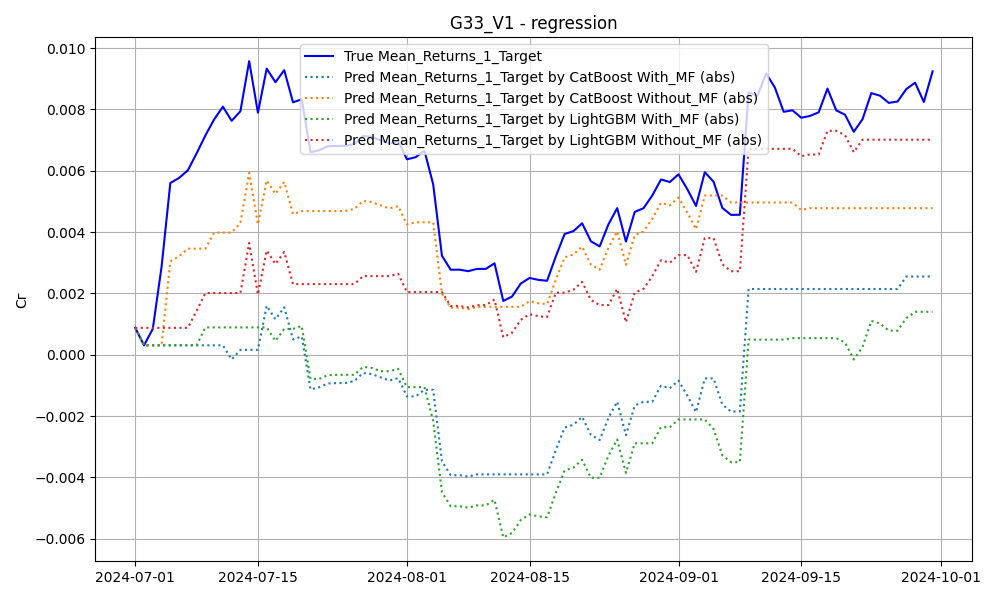 G33_V1 - regression
True Mean_Returns_1_Target
Pred Mean_Returns_1_Target by CatBoost With_MF (abs)
Pred Mean_Returns_1_Target by CatBoost Without_MF (abs)
Pred Mean_Returns_1_Target by LightGBM With_MF (abs)
Pred Mean_Returns_1_Target by LightGBM Without_MF (abs)
Cr
0.010
0.008
0.006
0.004
0.002
0.000
−0.002
−0.004
−0.006
2024-07-01
2024-07-15
2024-08-01
2024-08-15
2024-09-01
2024-09-15
2024-10-01